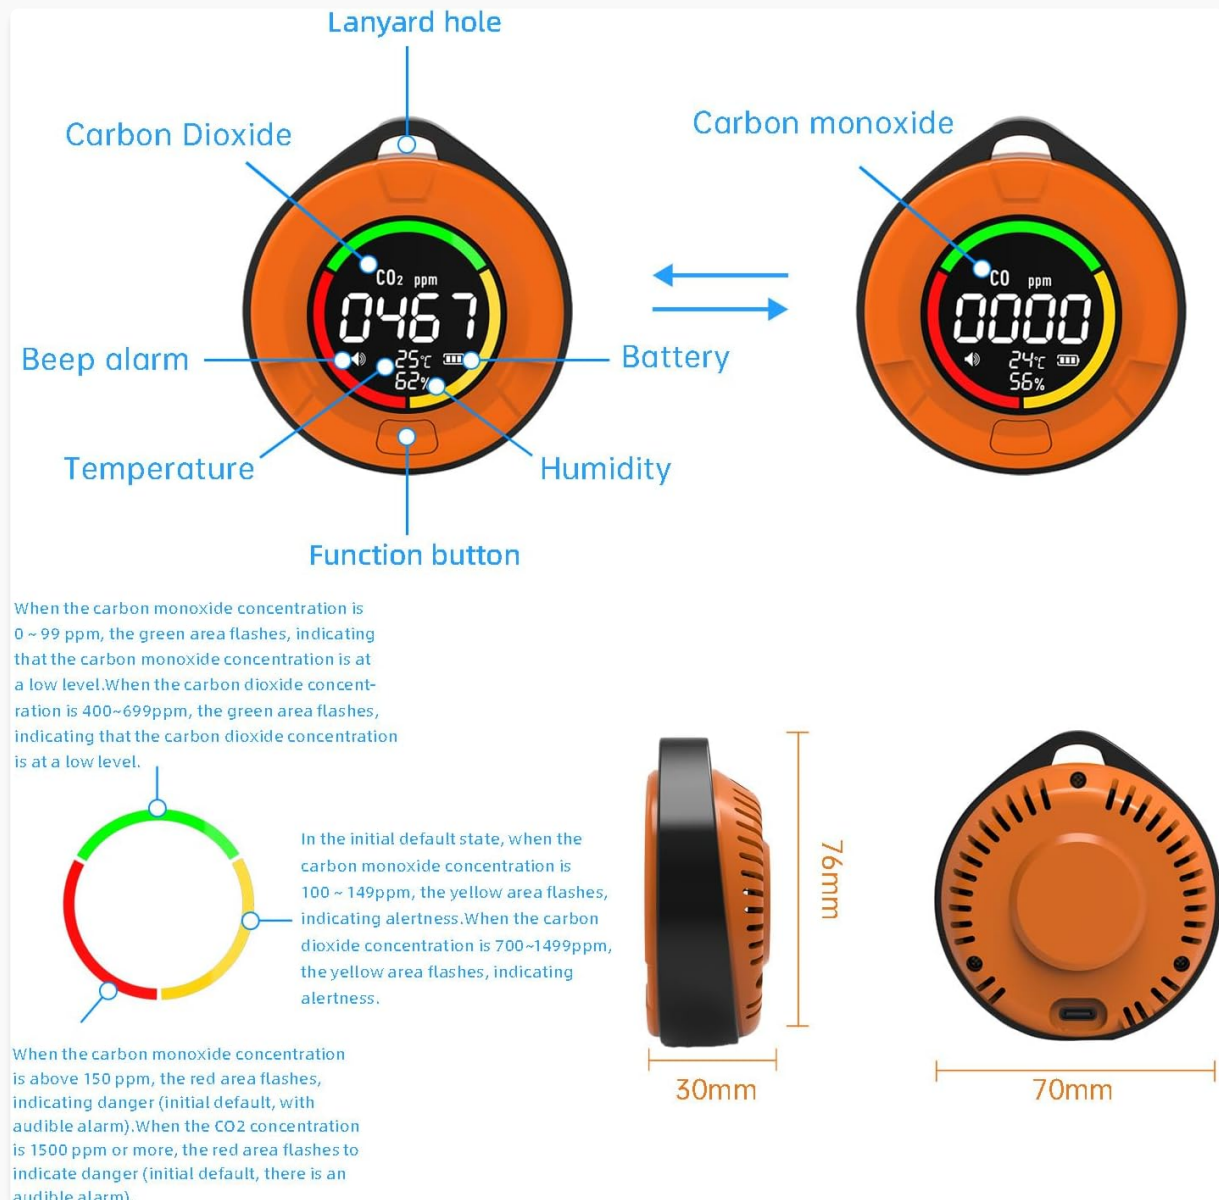 Lanyard hole
Carbon Dioxide
Carbon monoxide
CO₂ ppm
0467
25℃
62%
CO ppm
0000
24℃
56%
Beep alarm
Battery
Temperature
Humidity
Function button
When the carbon monoxide concentration is
0 ~ 99 ppm, the green area flashes, indicating
that the carbon monoxide concentration is at
a low level.When the carbon dioxide concent-
ration is 400~699ppm, the green area flashes,
indicating that the carbon dioxide concentration
is at a low level.
In the initial default state, when the
carbon monoxide concentration is
100 ~ 149ppm, the yellow area flashes,
indicating alertness.When the carbon
dioxide concentration is 700~1499ppm,
the yellow area flashes, indicating
alertness.
When the carbon monoxide concentration
is above 150 ppm, the red area flashes,
indicating danger (initial default, with
audible alarm).When the CO2 concentration
is 1500 ppm or more, the red area flashes to
indicate danger (initial default, there is an
audible alarm)
76mm
30mm
70mm